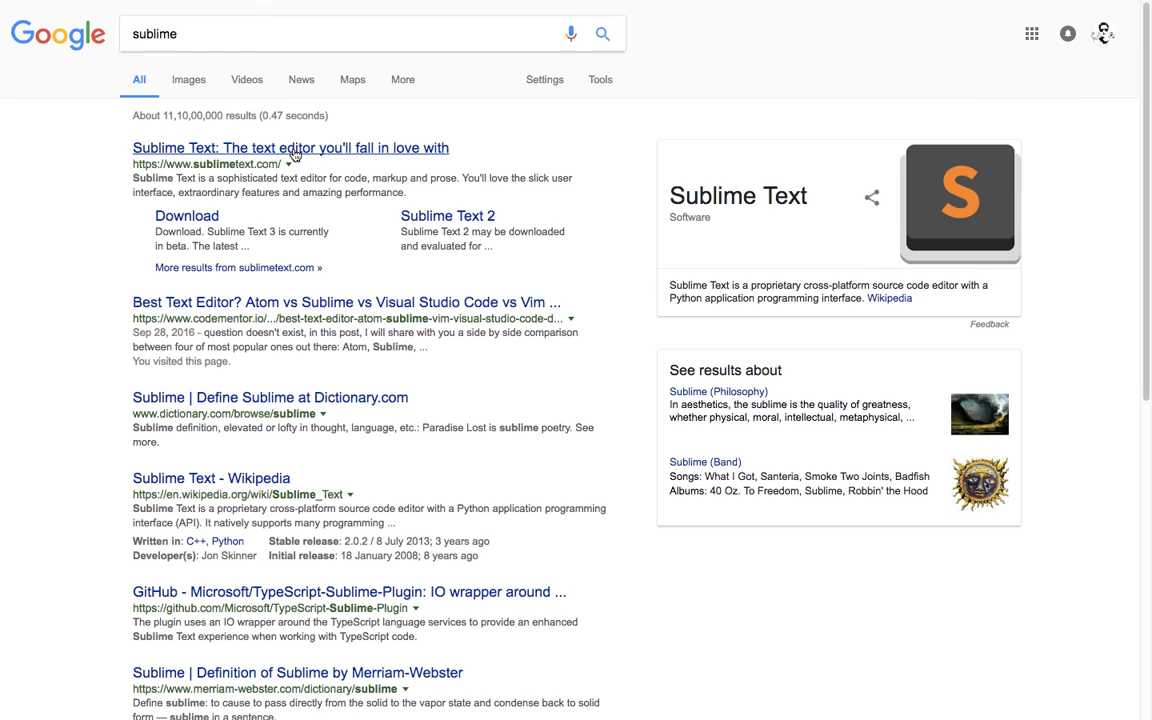 Google
sublime
All
Images
Videos
News
Maps
More
Settings
Tools
About 11,10,00,000 results (0.47 seconds)
Sublime Text: The text editor you'll fall in love with
https://www.sublimetext.com/
Sublime Text is a sophisticated text editor for code, markup and prose. You'll love the slick user
interface, extraordinary features and amazing performance.
Download
Download. Sublime Text 3 is currently
in beta. The latest ...
Sublime Text 2
Sublime Text 2 may be downloaded
and evaluated for ...
More results from sublimetext.com »
Best Text Editor? Atom vs Sublime vs Visual Studio Code vs Vim ...
https://www.codementor.io/.../best-text-editor-atom-sublime-vim-visual-studio-code-d...
Sep 28, 2016 - question doesn't exist, in this post, I will share with you a side by side comparison
between four of most popular ones out there: Atom, Sublime, ...
You visited this page.
Sublime | Define Sublime at Dictionary.com
www.dictionary.com/browse/sublime
Sublime definition, elevated or lofty in thought, language, etc.: Paradise Lost is sublime poetry. See
more.
Sublime Text - Wikipedia
https://en.wikipedia.org/wiki/Sublime_Text
Sublime Text is a proprietary cross-platform source code editor with a Python application programming
interface (API). It natively supports many programming ...
Written in: C++, Python Stable release: 2.0.2 / 8 July 2013; 3 years ago
Developer(s): Jon Skinner Initial release: 18 January 2008; 8 years ago
GitHub - Microsoft/TypeScript-Sublime-Plugin: IO wrapper around ...
https://github.com/Microsoft/TypeScript-Sublime-Plugin
The plugin uses an IO wrapper around the TypeScript language services to provide an enhanced
Sublime Text experience when working with TypeScript code.
Sublime | Definition of Sublime by Merriam-Webster
https://www.merriam-webster.com/dictionary/sublime
Define sublime: to cause to pass directly from the solid to the vapor state and condense back to solid
form — sublime in a sentence.
Sublime Text
Software
S
Sublime Text is a proprietary cross-platform source code editor with a
Python application programming interface. Wikipedia
Feedback
See results about
Sublime (Philosophy)
In aesthetics, the sublime is the quality of greatness,
whether physical, moral, intellectual, metaphysical, ...
Sublime (Band)
Songs: What I Got, Santeria, Smoke Two Joints, Badfish
Albums: 40 Oz. To Freedom, Sublime, Robbin' the Hood